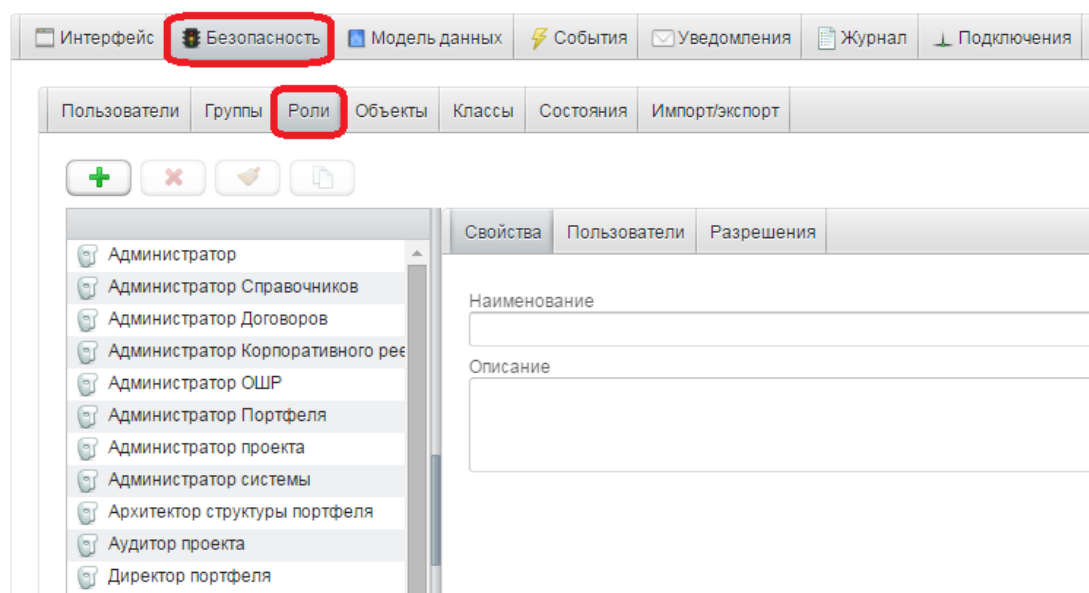 Интерфейс Безопасность Модель данных События Уведомления Журнал Подключения
Пользователи Группы Роли Объекты Классы Состояния Импорт/экспорт
Свойства Пользователи Разрешения
Администратор
Администратор Справочников
Администратор Договоров
Администратор Корпоративного рее
Администратор ОШР
Администратор Портфеля
Администратор проекта
Администратор системы
Архитектор структуры портфеля
Аудитор проекта
Директор портфеля
Наименование
Описание